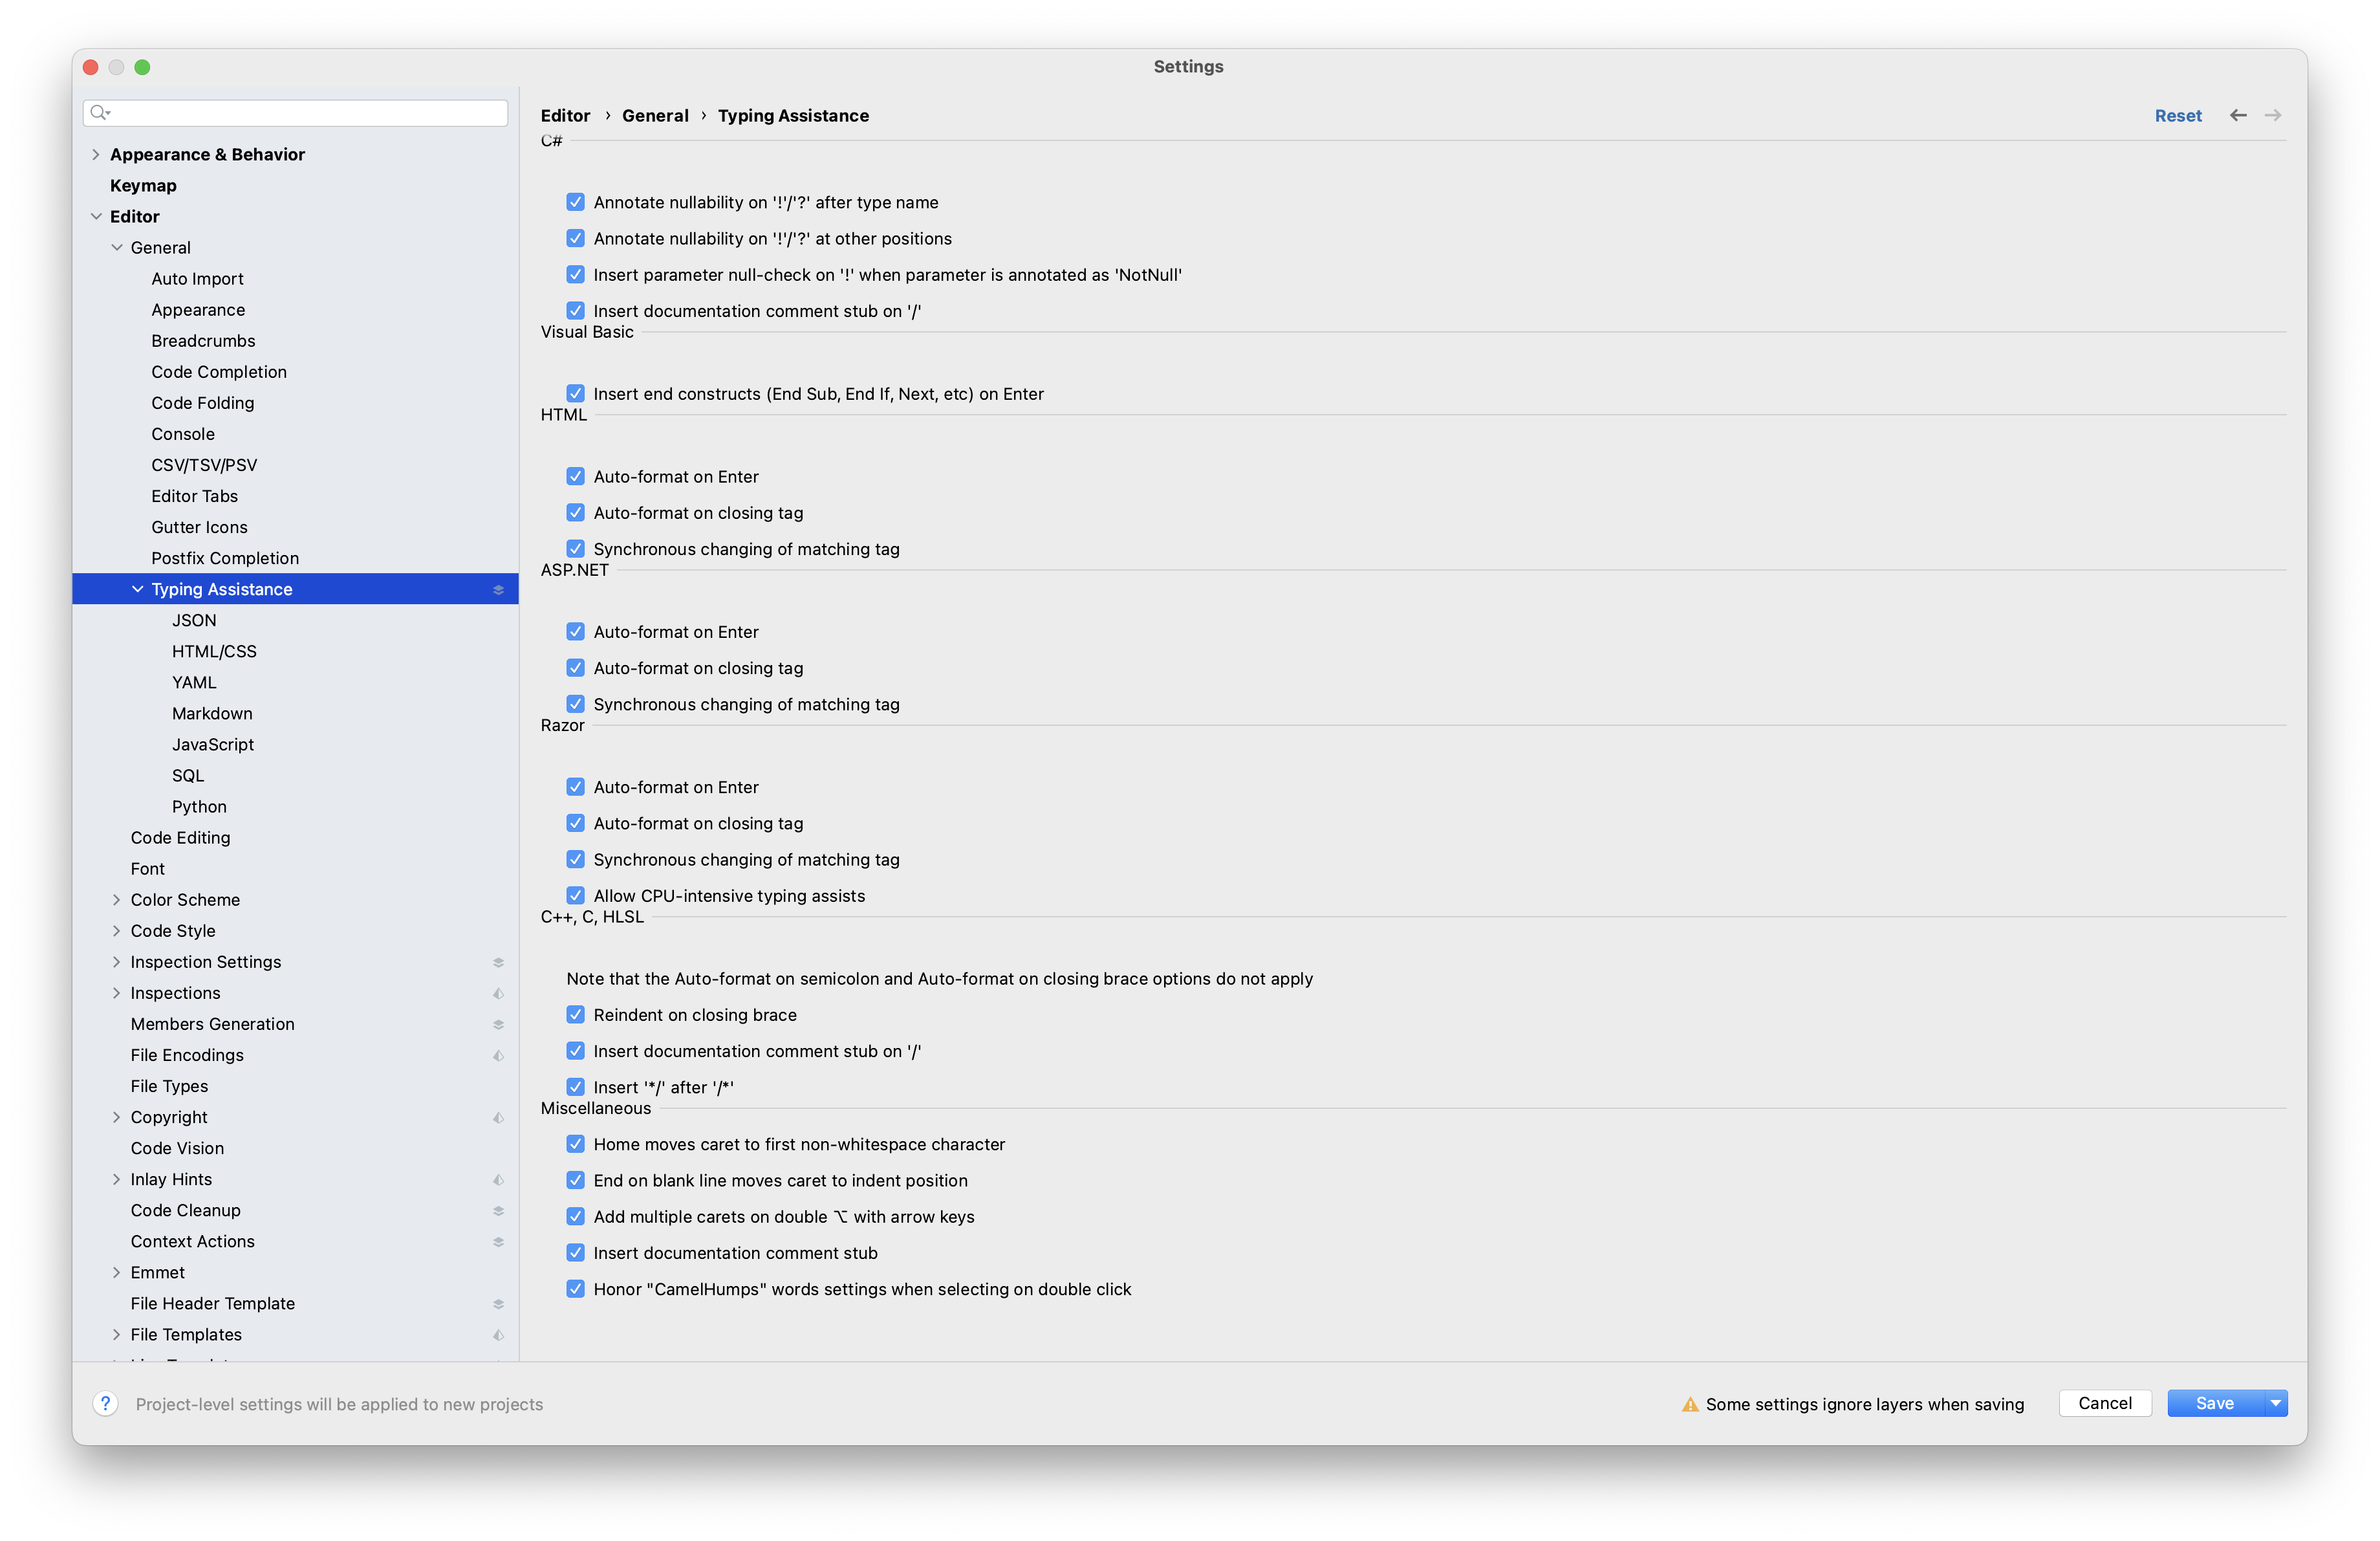 Settings
Appearance & Behavior
Keymap
Editor
General
Auto Import
Appearance
Breadcrumbs
Code Completion
Code Folding
Console
CSV/TSV/PSV
Editor Tabs
Gutter Icons
Postfix Completion
Typing Assistance
JSON
HTML/CSS
YAML
Markdown
JavaScript
SQL
Python
Code Editing
Font
Color Scheme
Code Style
Inspection Settings
Inspections
Members Generation
File Encodings
File Types
Copyright
Code Vision
Inlay Hints
Code Cleanup
Context Actions
Emmet
File Header Template
File Templates
Editor › General › Typing Assistance
Reset
C#
Annotate nullability on '!'/'?' after type name
Annotate nullability on '!'/'?' at other positions
Insert parameter null-check on '!' when parameter is annotated as 'NotNull'
Insert documentation comment stub on '/'
Visual Basic
Insert end constructs (End Sub, End If, Next, etc) on Enter
HTML
Auto-format on Enter
Auto-format on closing tag
Synchronous changing of matching tag
ASP.NET
Auto-format on Enter
Auto-format on closing tag
Synchronous changing of matching tag
Razor
Auto-format on Enter
Auto-format on closing tag
Synchronous changing of matching tag
Allow CPU-intensive typing assists
C++, C, HLSL
Note that the Auto-format on semicolon and Auto-format on closing brace options do not apply
Reindent on closing brace
Insert documentation comment stub on '/'
Insert '*/' after '/*'
Miscellaneous
Home moves caret to first non-whitespace character
End on blank line moves caret to indent position
Add multiple carets on double ⌥ with arrow keys
Insert documentation comment stub
Honor "CamelHumps" words settings when selecting on double click
? Project-level settings will be applied to new projects
Some settings ignore layers when saving
Cancel
Save